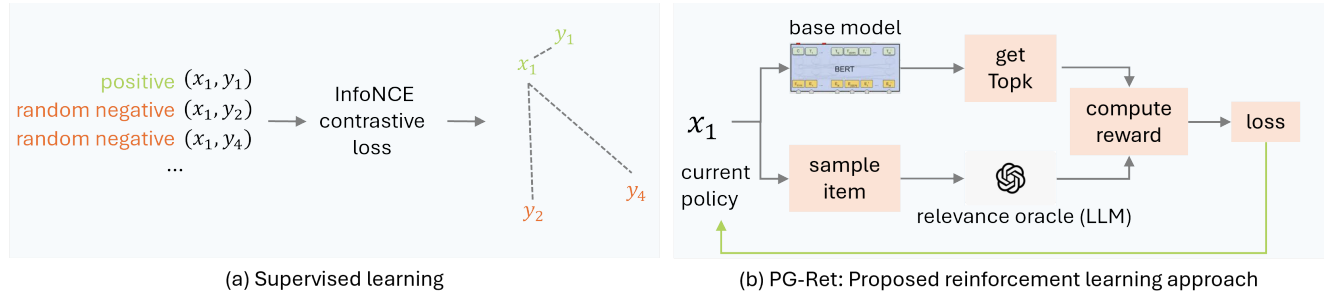 positive (x₁, y₁)
random negative (x₁, y₂)
random negative (x₁, y₄)
...
InfoNCE
contrastive
loss
y₁
x₁
y₂
y₄
(a) Supervised learning
x₁
current
policy
base model
BERT
get
Topk
sample
item
relevance oracle (LLM)
compute
reward
loss
(b) PG-Ret: Proposed reinforcement learning approach